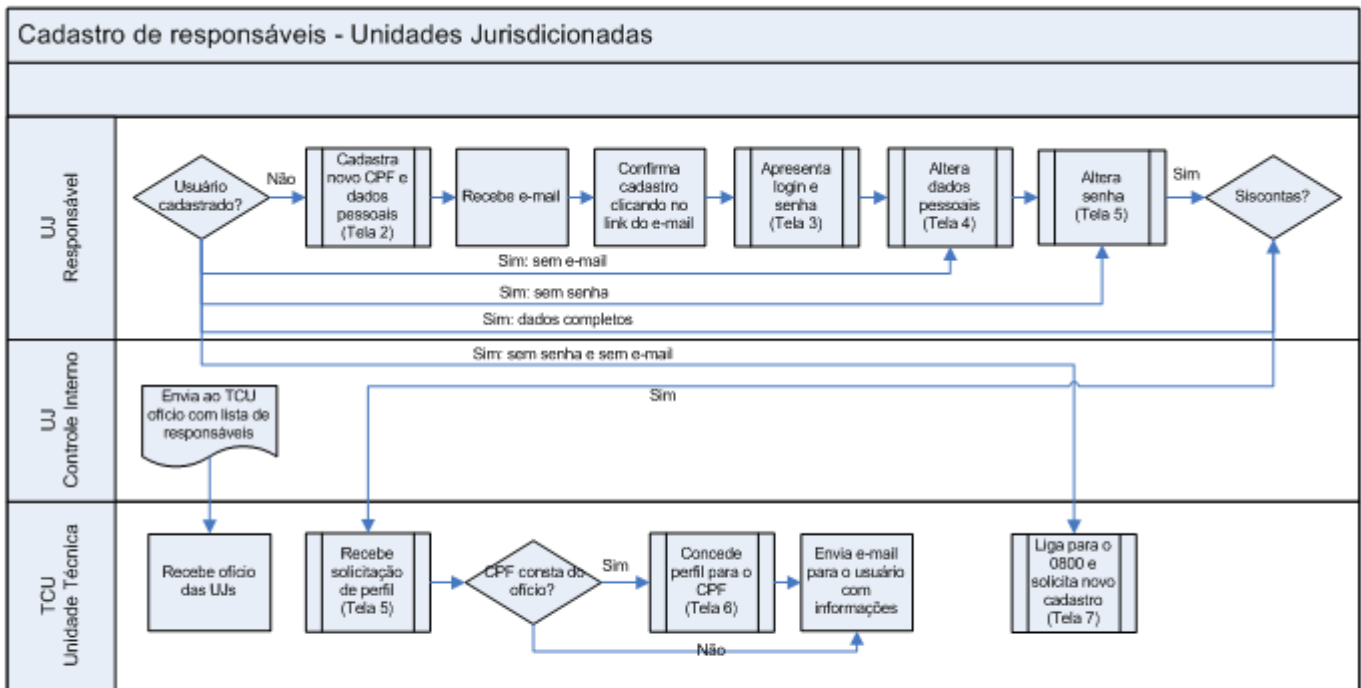 Cadastro de responsáveis - Unidades Jurisdicionadas
UJ
Responsável
Usuário
cadastrado?
Não
Cadastra
novo CPF e
dados
pessoais
(Tela 2)
Recebe e-mail
Confirma
cadastro
clicando no
link do e-mail
Apresenta
login e
senha
(Tela 3)
Altera
dados
pessoais
(Tela 4)
Altera
senha
(Tela 5)
Sim
Siscontas?
Sim: sem e-mail
Sim: sem senha
Sim: dados completos
Sim: sem senha e sem e-mail
Sim
UJ
Controle Interno
Envia ao TCU
ofício com lista de
responsáveis
TCU
Unidade Técnica
Recebe ofício
das UJs
Recebe
solicitação
de perfil
(Tela 5)
CPF consta do
ofício?
Sim
Não
Concede
perfil para o
CPF
(Tela 6)
Envia e-mail
para o usuário
com
informações
Liga para o
0800 e
solicita novo
cadastro
(Tela 7)